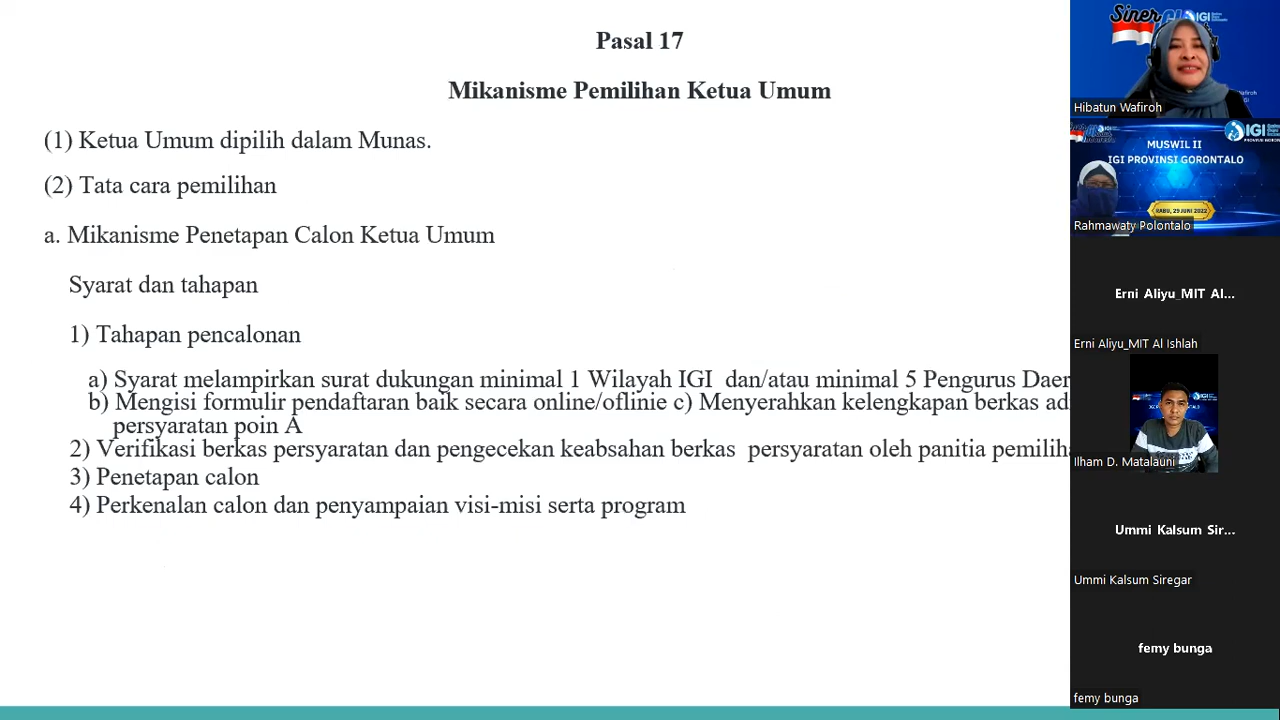 Pasal 17
Mikanisme Pemilihan Ketua Umum
(1) Ketua Umum dipilih dalam Munas.
(2) Tata cara pemilihan
a. Mikanisme Penetapan Calon Ketua Umum
Syarat dan tahapan
1) Tahapan pencalonan
a) Syarat melampirkan surat dukungan minimal 1 Wilayah IGI dan/atau minimal 5 Pengurus Daer
b) Mengisi formulir pendaftaran baik secara online/oflinie c) Menyerahkan kelengkapan berkas ad
persyaratan poin A
2) Verifikasi berkas persyaratan dan pengecekan keabsahan berkas persyaratan oleh panitia pemiliha
3) Penetapan calon
4) Perkenalan calon dan penyampaian visi-misi serta program
Siner
IGI
Hibatun Wafiroh
IGI
MUSWIL II
IGI PROVINSI GORONTALO
RABU, 29 JUNI 2022
Rahmawaty Polontalo
Erni Aliyu_MIT Al...
Erni Aliyu_MIT Al Ishlah
Ilham D. Matalauni
Ummi Kalsum Sir...
Ummi Kalsum Siregar
femy bunga
femy bunga